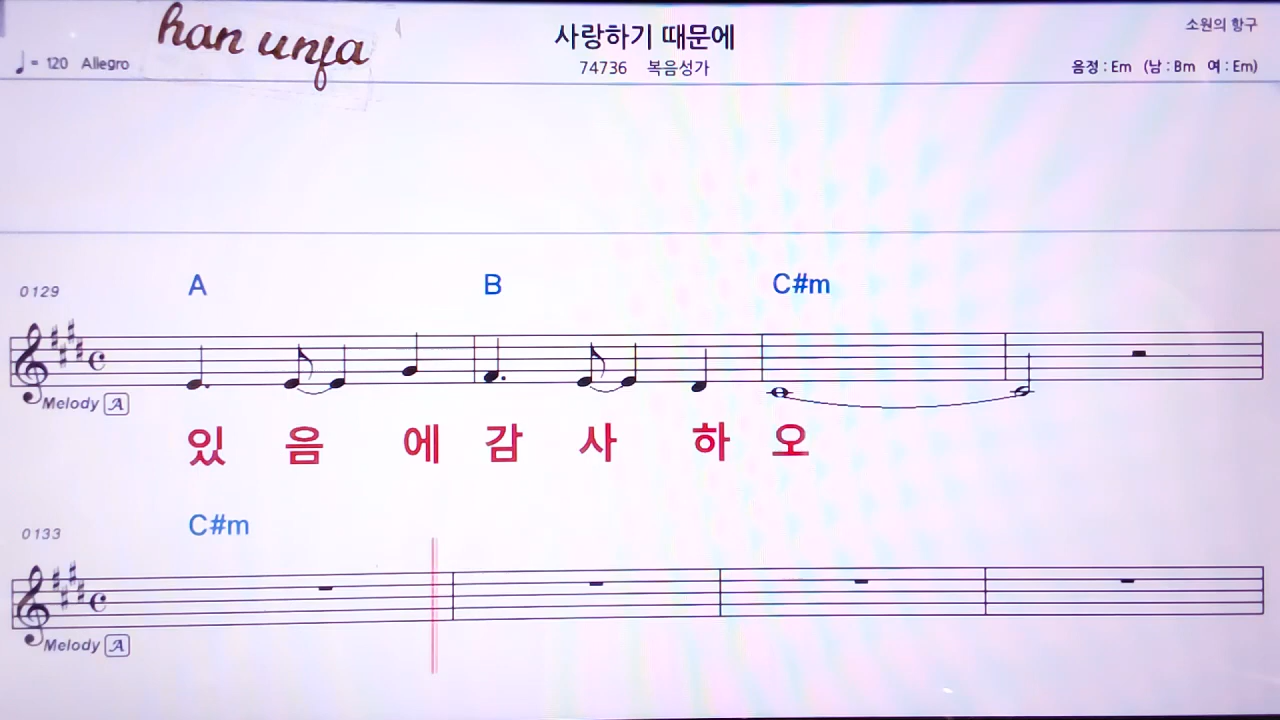 han unfa
사랑하기 때문에
소원의 항구
♩= 120 Allegro
74736 복음성가
음정 : Em (남 : Bm 여 : Em)
0129 A B C#m
Melody A
있 음 에 감 사 하 오
0133 C#m
Melody A